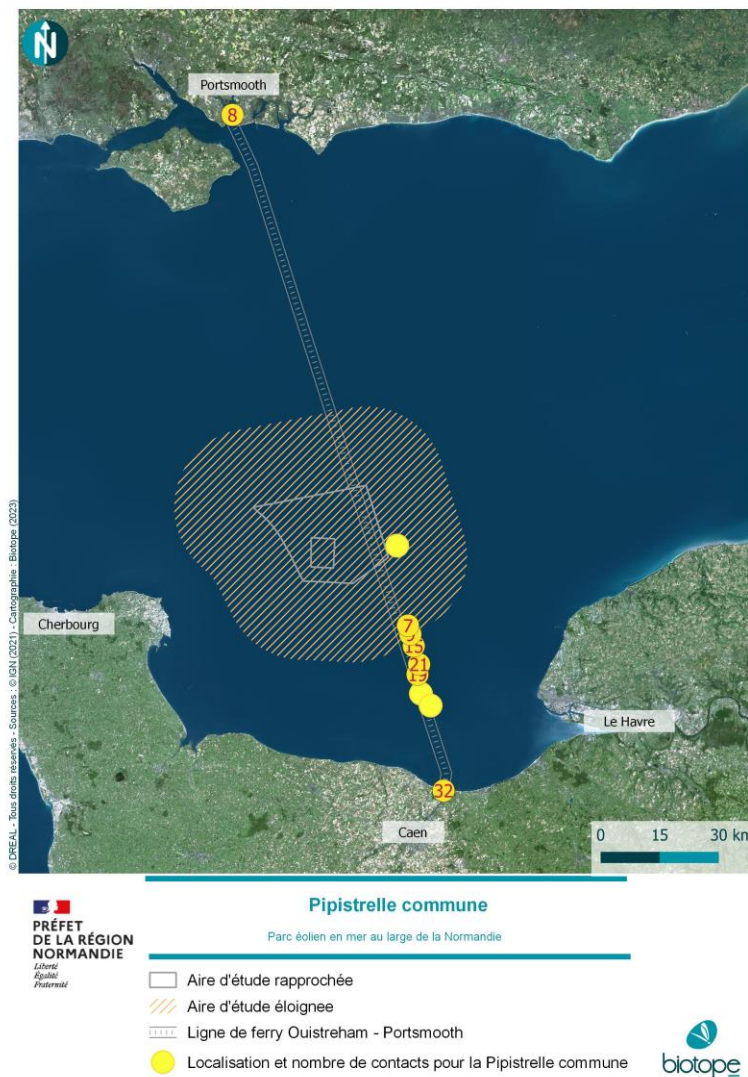 N
Portsmooth
8
7
9
15
21
19
Cherbourg
Le Havre
32
Caen
0 15 30 km
© DREAL - Tous droits réservés - Sources : © IGN (2021) - Cartographie : Biotope (2023)
Pipistrelle commune
Parc éolien en mer au large de la Normandie
PRÉFET
DE LA RÉGION
NORMANDIE
Liberté
Égalité
Fraternité
Aire d'étude rapprochée
Aire d'étude éloignee
Ligne de ferry Ouistreham - Portsmooth
Localisation et nombre de contacts pour la Pipistrelle commune
biotope